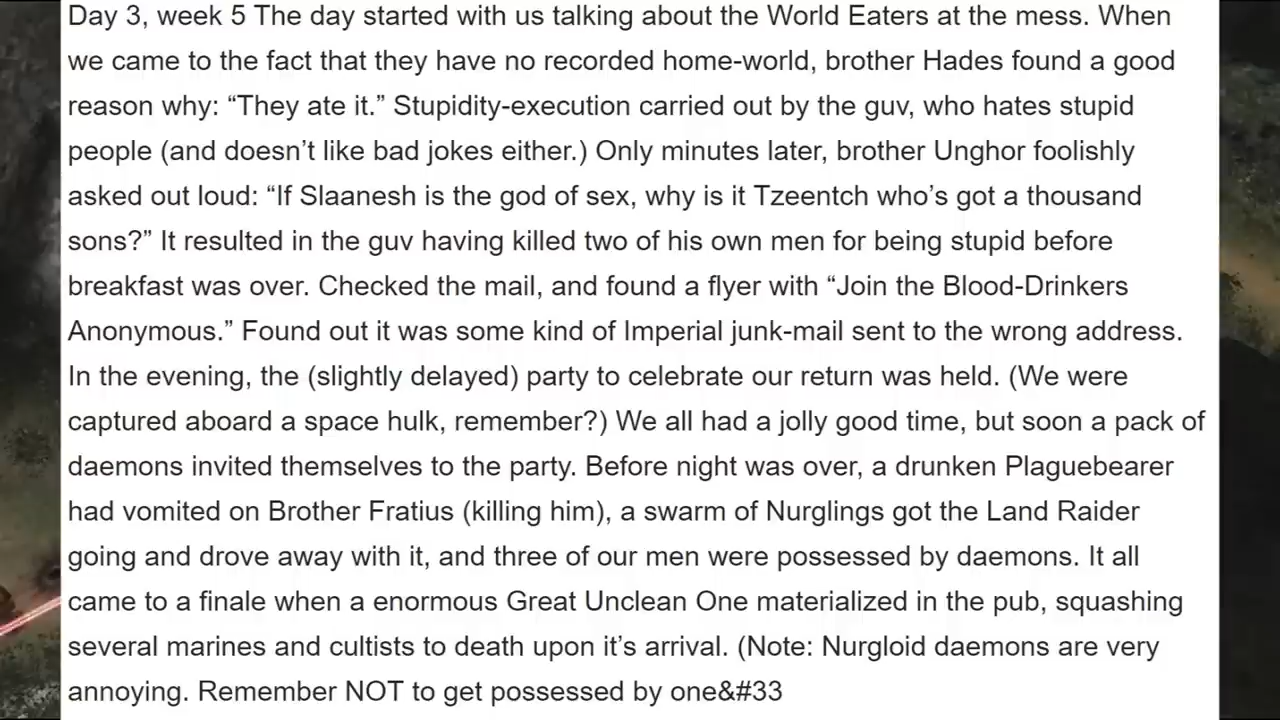 Day 3, week 5 The day started with us talking about the World Eaters at the mess. When
we came to the fact that they have no recorded home-world, brother Hades found a good
reason why: “They ate it.” Stupidity-execution carried out by the guv, who hates stupid
people (and doesn’t like bad jokes either.) Only minutes later, brother Unghor foolishly
asked out loud: “If Slaanesh is the god of sex, why is it Tzeentch who’s got a thousand
sons?” It resulted in the guv having killed two of his own men for being stupid before
breakfast was over. Checked the mail, and found a flyer with “Join the Blood-Drinkers
Anonymous.” Found out it was some kind of Imperial junk-mail sent to the wrong address.
In the evening, the (slightly delayed) party to celebrate our return was held. (We were
captured aboard a space hulk, remember?) We all had a jolly good time, but soon a pack of
daemons invited themselves to the party. Before night was over, a drunken Plaguebearer
had vomited on Brother Fratius (killing him), a swarm of Nurglings got the Land Raider
going and drove away with it, and three of our men were possessed by daemons. It all
came to a finale when a enormous Great Unclean One materialized in the pub, squashing
several marines and cultists to death upon it’s arrival. (Note: Nurgloid daemons are very
annoying. Remember NOT to get possessed by one&#33